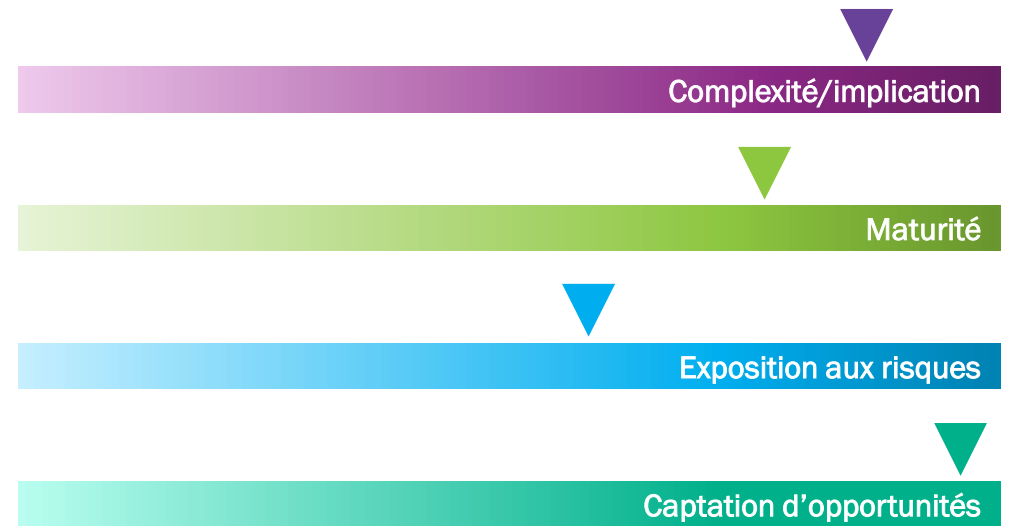 Complexité/implication
Maturité
Exposition aux risques
Captation d’opportunités